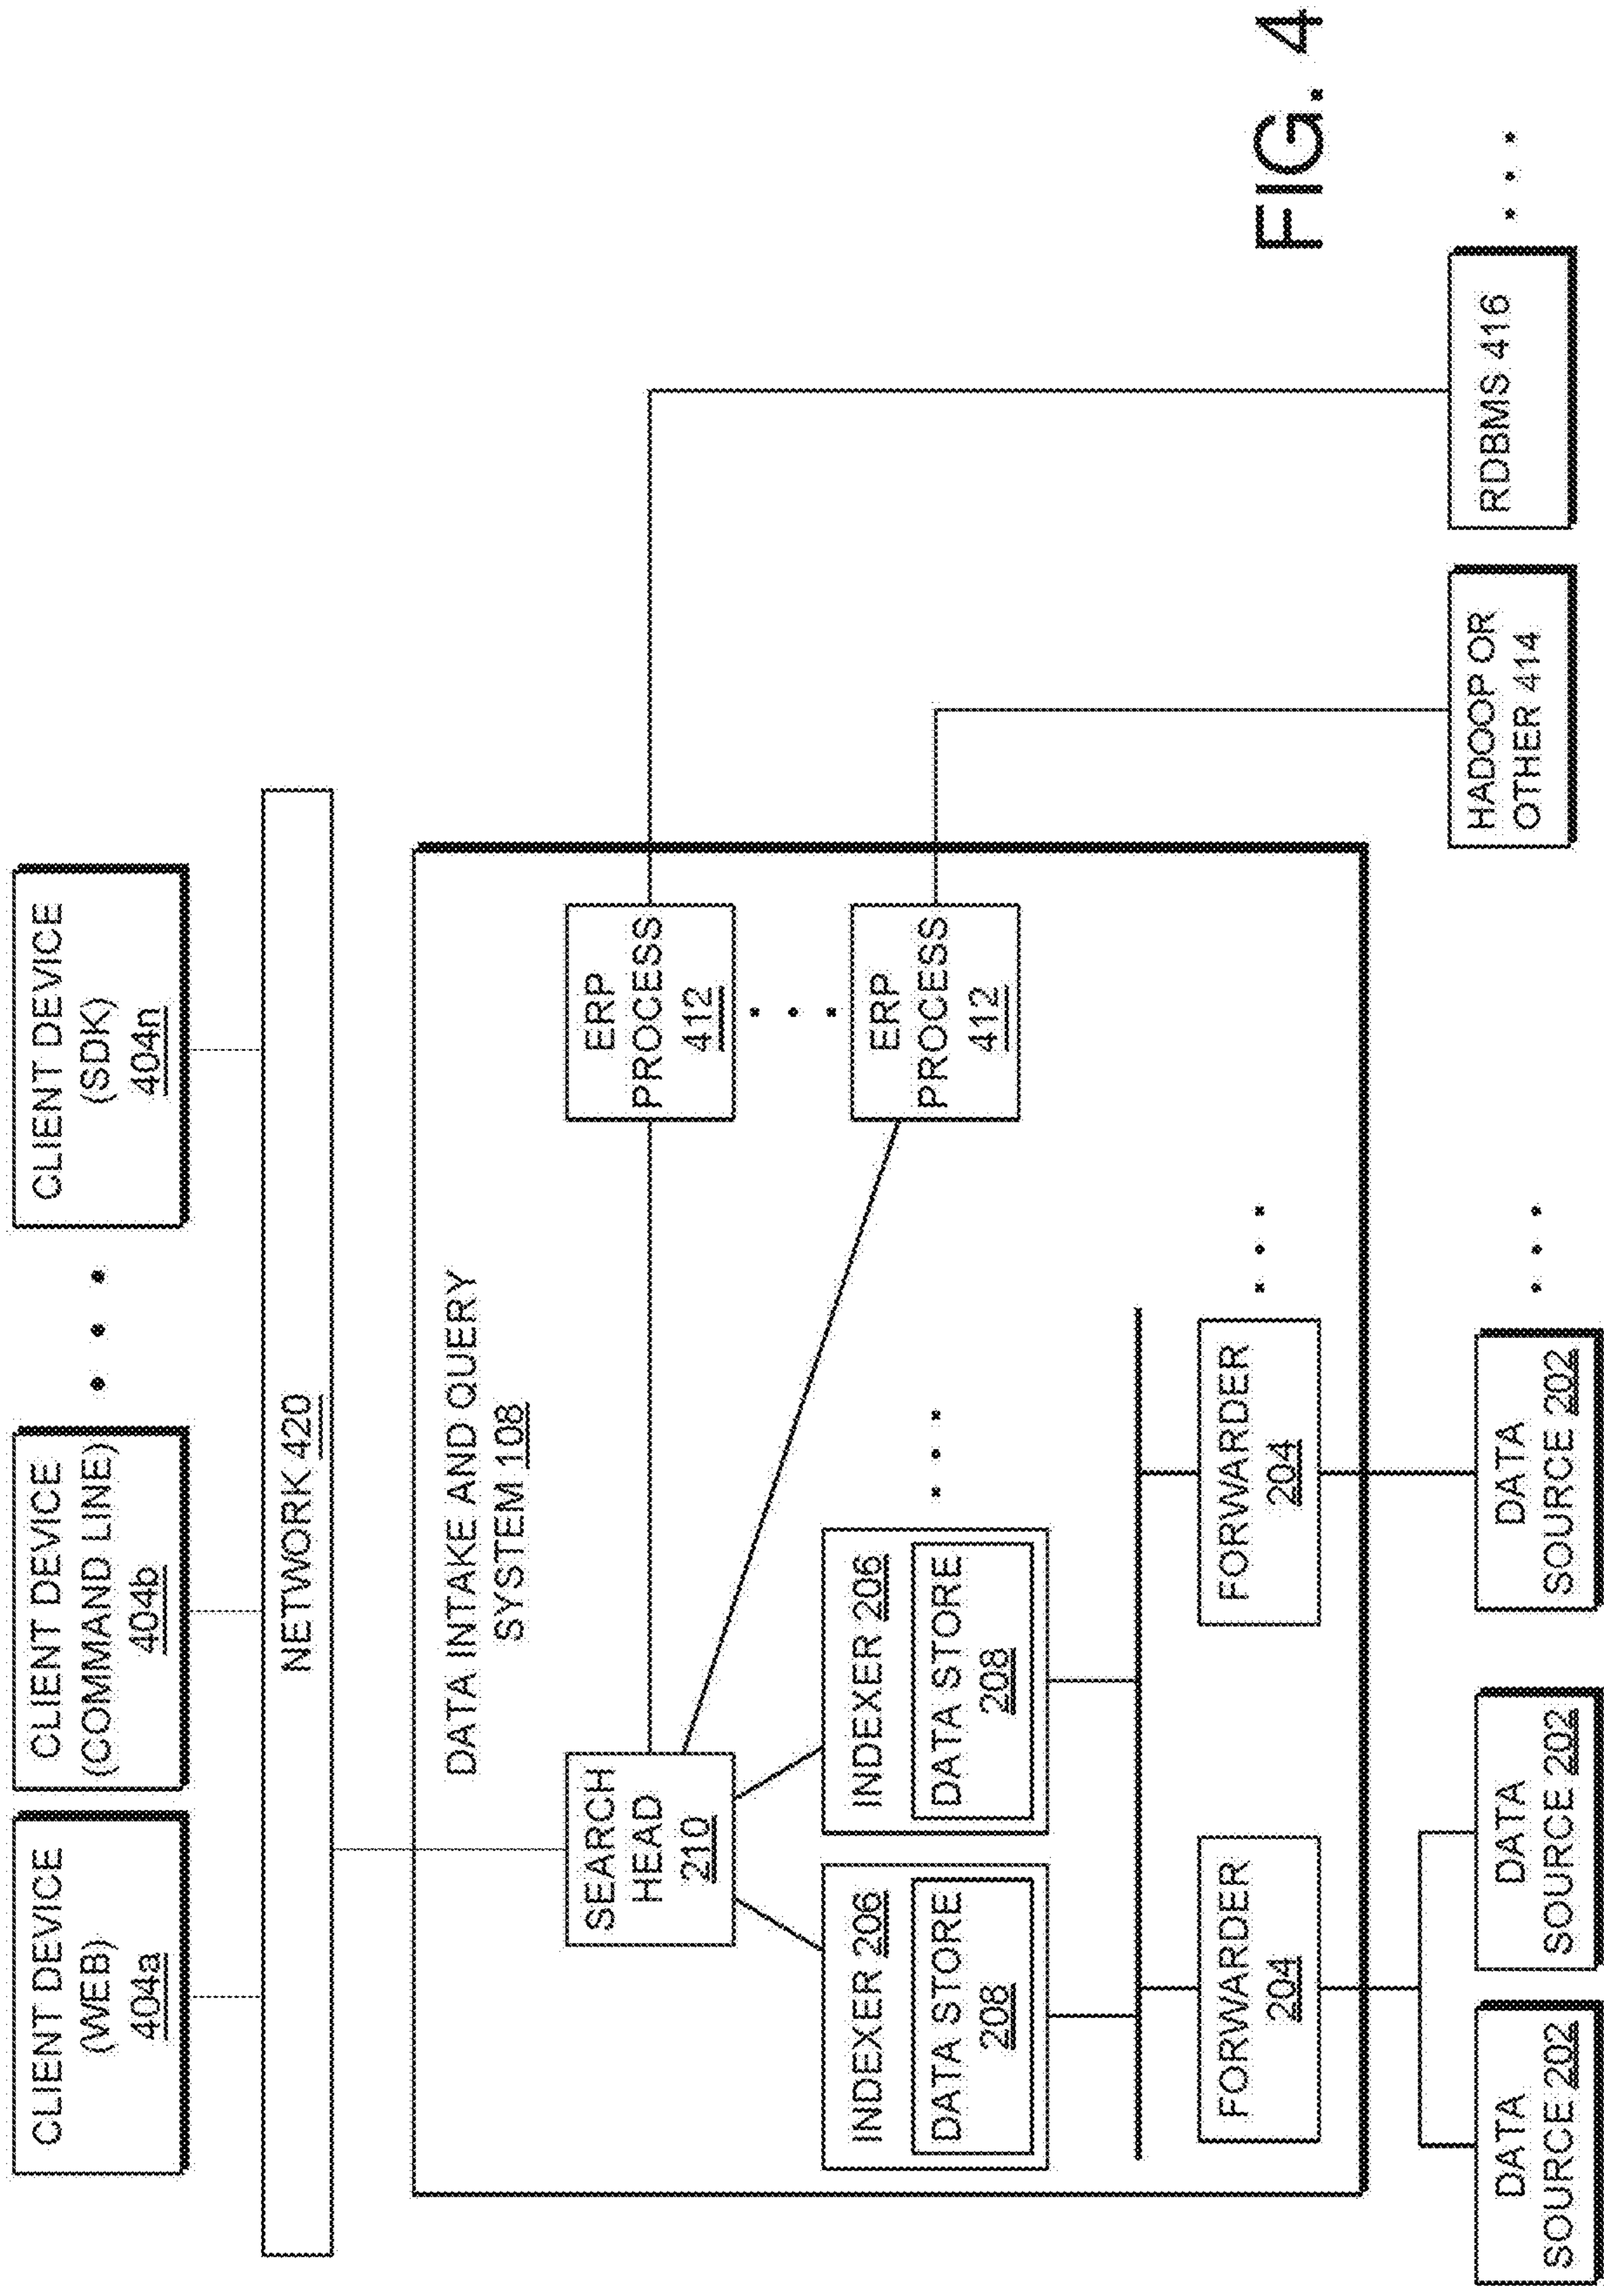 CLIENT DEVICE
(WEB)
404a
CLIENT DEVICE
(COMMAND LINE)
404b
CLIENT DEVICE
(SDK)
404n
NETWORK 420
DATA INTAKE AND QUERY
SYSTEM 108
SEARCH
HEAD
210
ERP
PROCESS
412
ERP
PROCESS
412
INDEXER 206
DATA STORE
208
INDEXER 206
DATA STORE
208
FORWARDER
204
FORWARDER
204
DATA
SOURCE 202
DATA
SOURCE 202
DATA
SOURCE 202
HADOOP OR
OTHER 414
RDBMS 416
FIG. 4